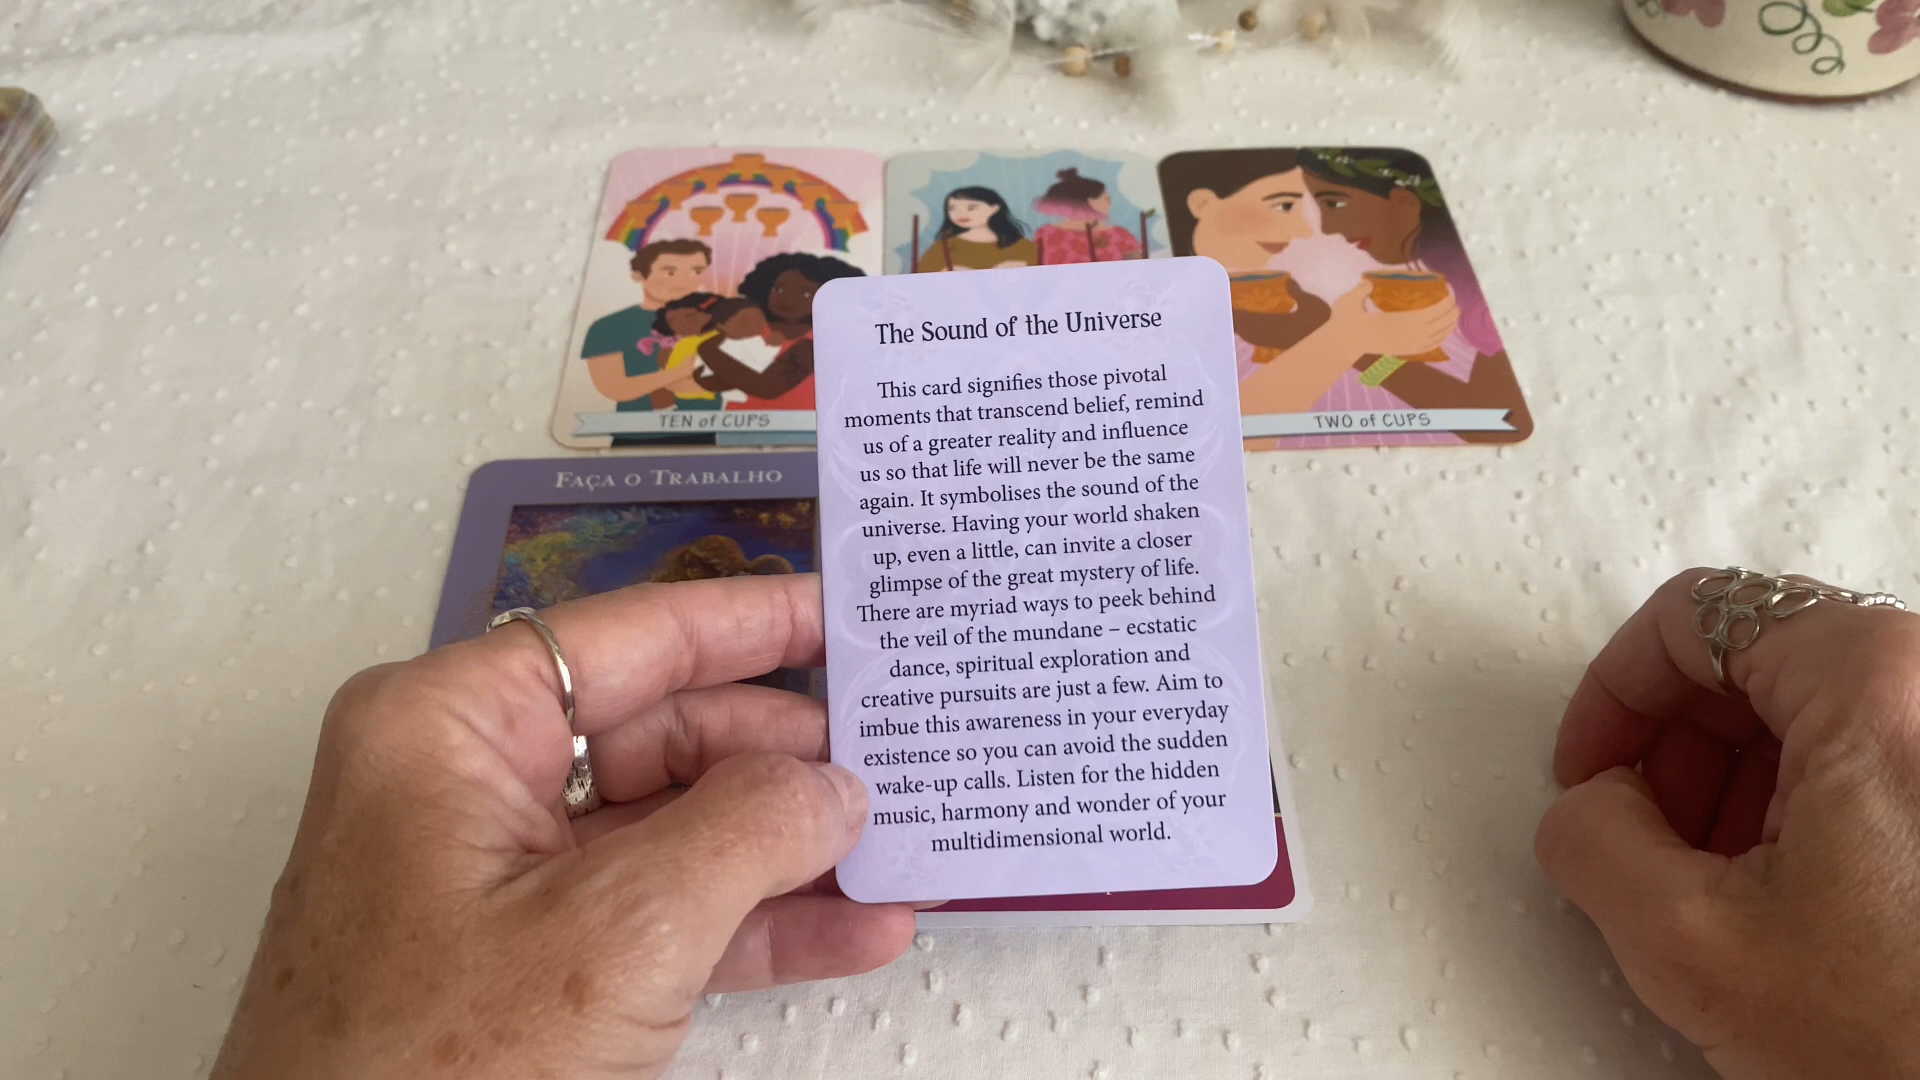 TEN of CUPS
TWO of CUPS
FAÇA O TRABALHO
The Sound of the Universe
This card signifies those pivotal
moments that transcend belief, remind
us of a greater reality and influence
us so that life will never be the same
again. It symbolises the sound of the
universe. Having your world shaken
up, even a little, can invite a closer
glimpse of the great mystery of life.
There are myriad ways to peek behind
the veil of the mundane – ecstatic
dance, spiritual exploration and
creative pursuits are just a few. Aim to
imbue this awareness in your everyday
existence so you can avoid the sudden
wake-up calls. Listen for the hidden
music, harmony and wonder of your
multidimensional world.